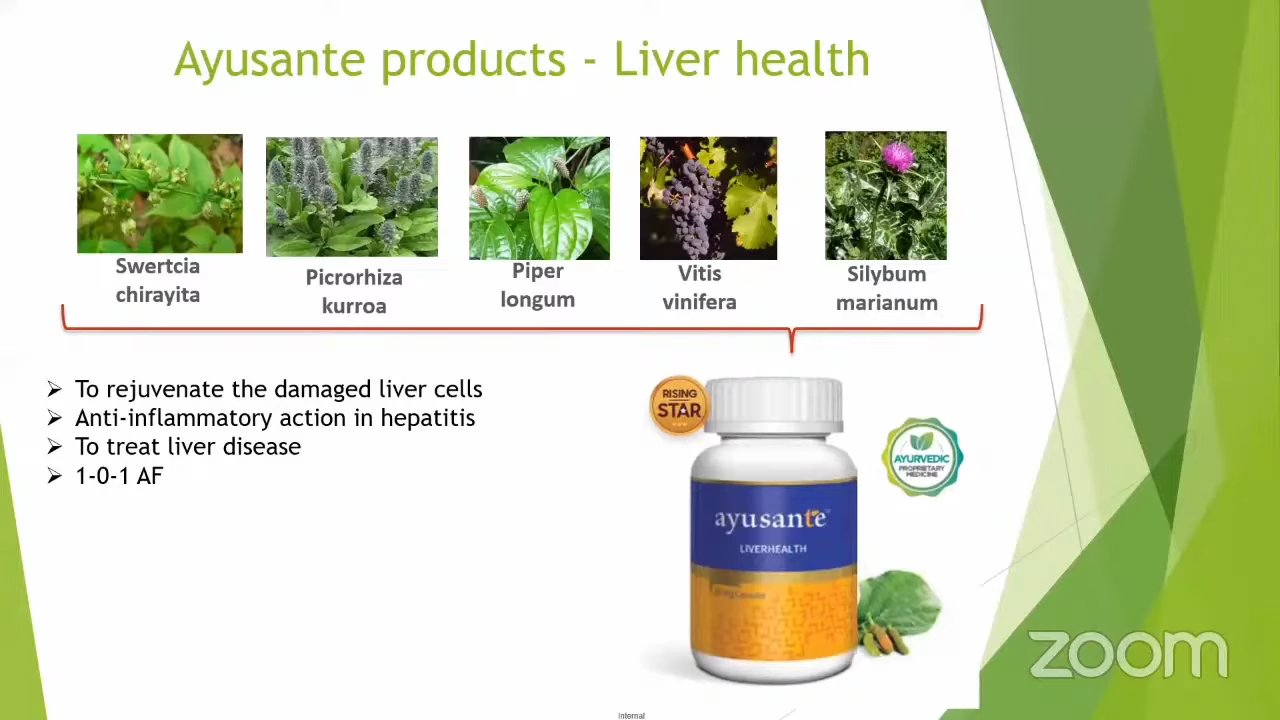 Ayusante products - Liver health
Swertcia
chirayita
Picrorhiza
kurroa
Piper
longum
Vitis
vinifera
Silybum
marianum
➢ To rejuvenate the damaged liver cells
➢ Anti-inflammatory action in hepatitis
➢ To treat liver disease
➢ 1-0-1 AF
RISING
STAR
AYURVEDIC
PROPRIETARY
MEDICINE
ayusante
LIVERHEALTH
zoom
Internal